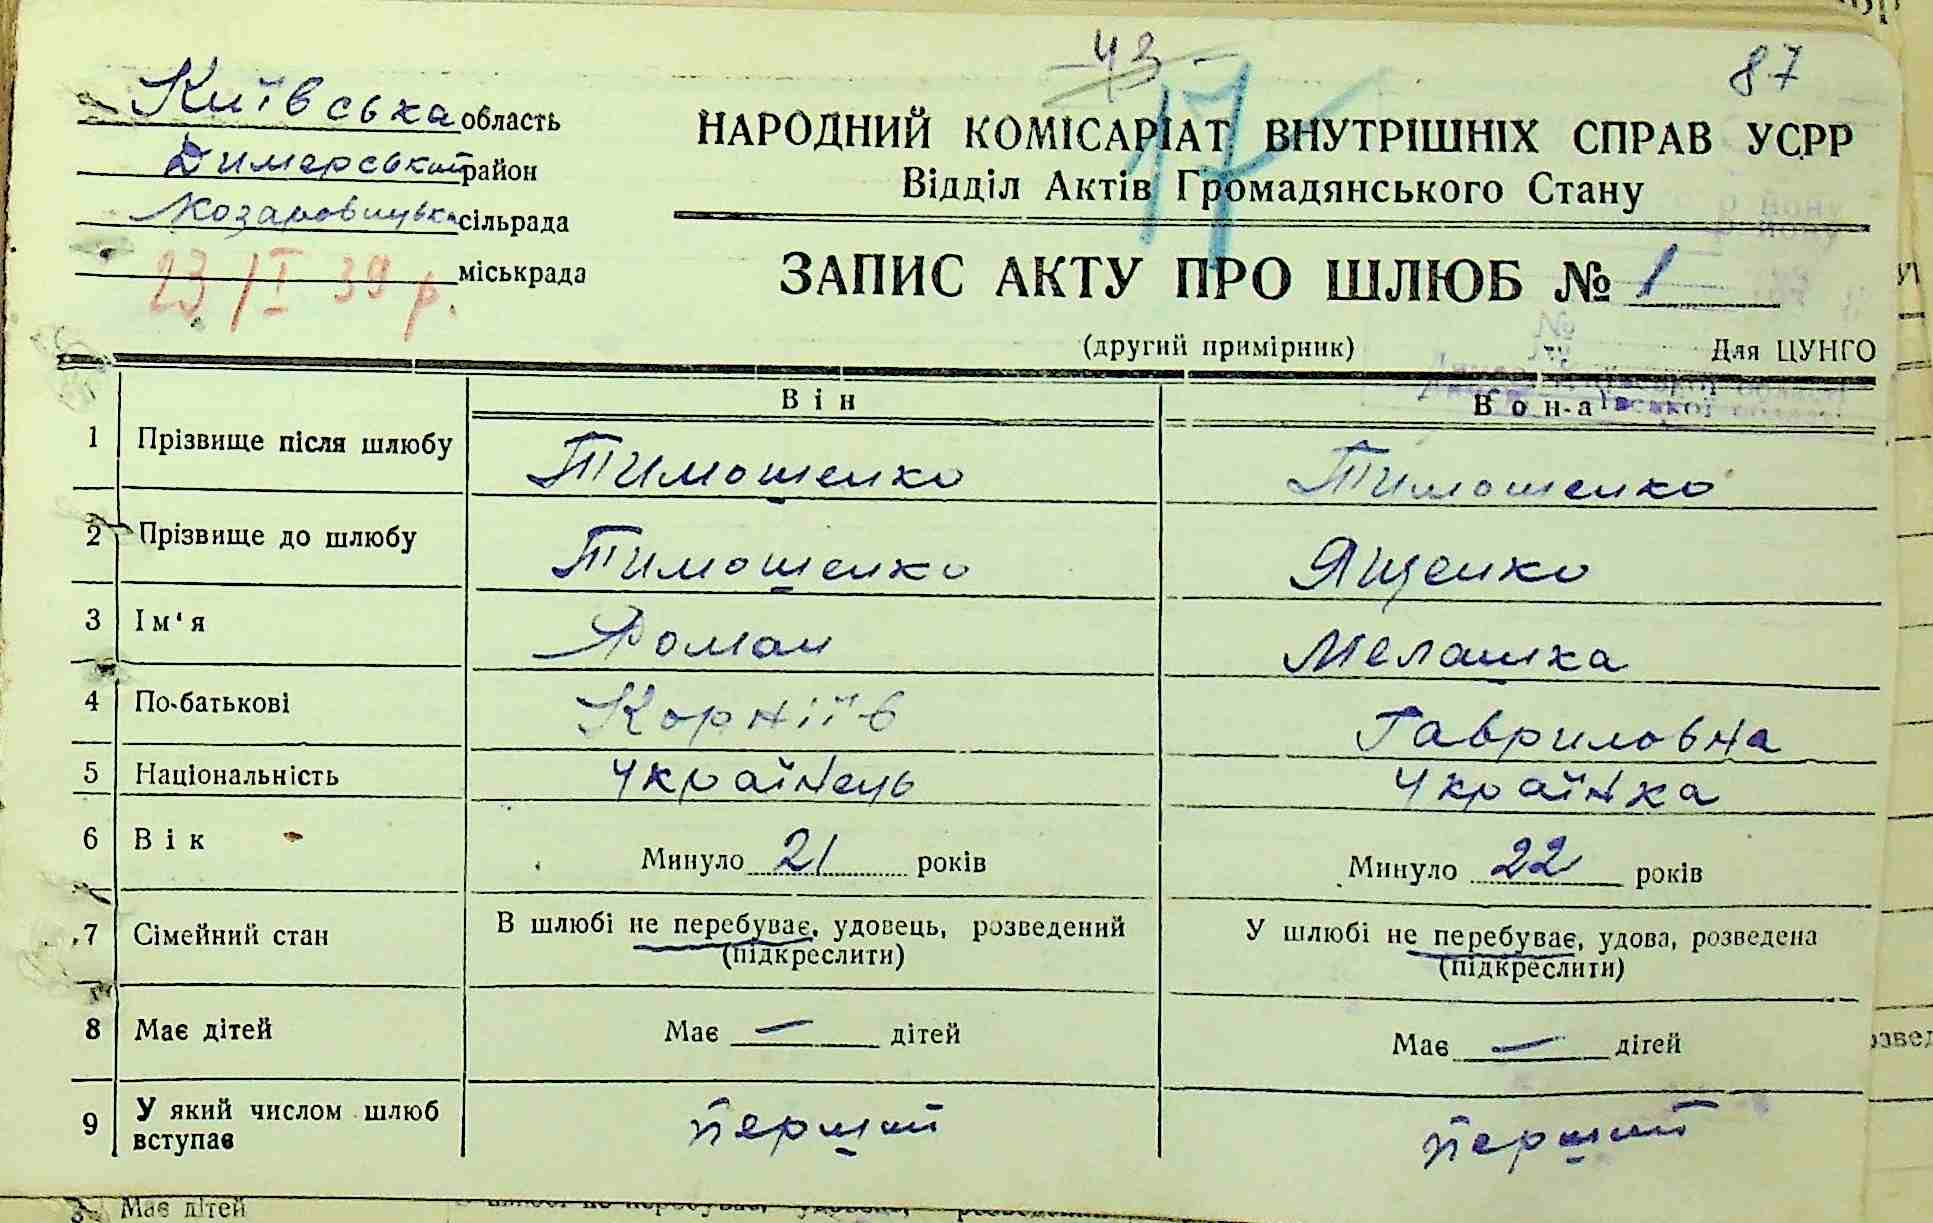 43
17
87
Київська область
Димерський район
Козаровицька сільрада
міськрада
23/I 39 р.
НАРОДНИЙ КОМІСАРІАТ ВНУТРІШНІХ СПРАВ УСРР
Відділ Актів Громадянського Стану
ЗАПИС АКТУ ПРО ШЛЮБ № 1
(другий примірник) Для ЦУНГО
Він Вона
1 Прізвище після шлюбу Тимошенко Тимошенко
2 Прізвище до шлюбу Тимошенко Ященко
3 Ім'я Роман Мелашка
4 По-батькові Корніїв Гавриловна
5 Національність Українець Українка
6 Вік Минуло 21 років Минуло 22 років
7 Сімейний стан В шлюбі не перебуває, удовець, розведений У шлюбі не перебуває, удова, розведена
(підкреслити) (підкреслити)
8 Має дітей Має — дітей Має — дітей
9 У який числом шлюб вступає перший перший
Має дітей